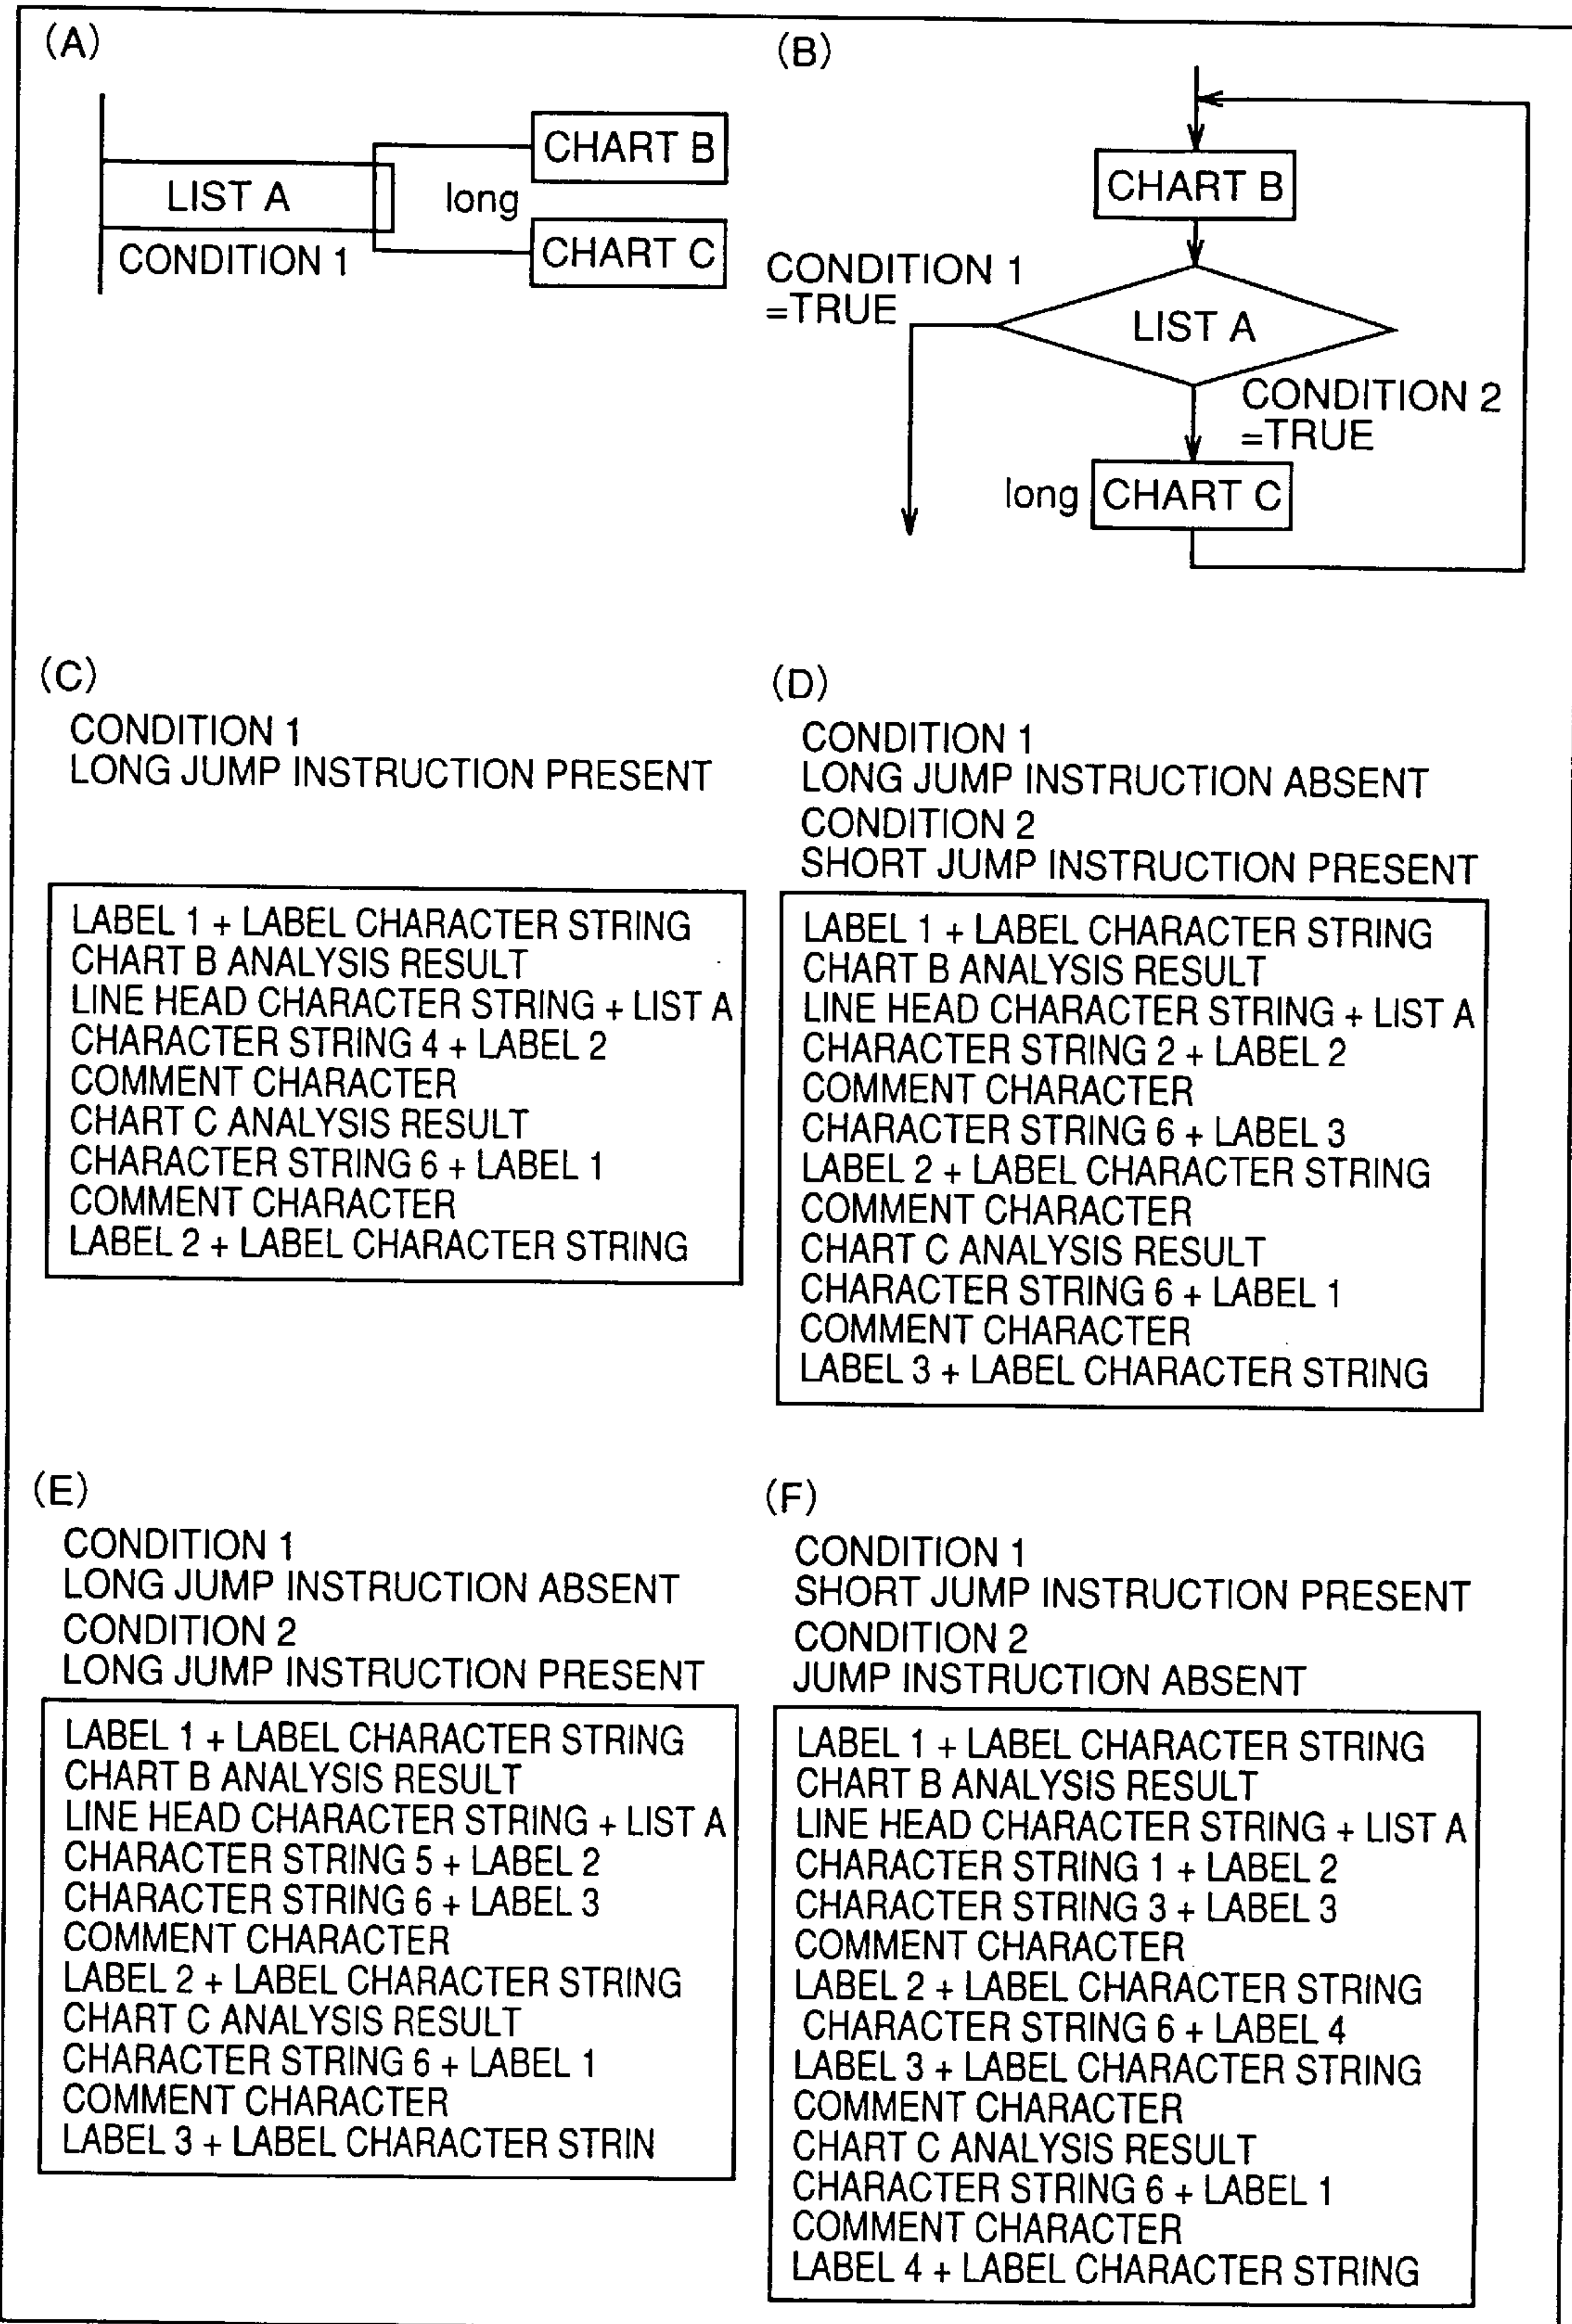 (A)
CHART B
LIST A
long
CONDITION 1
CHART C
(B)
CHART B
CONDITION 1
=TRUE
LIST A
CONDITION 2
=TRUE
long
CHART C
(C)
CONDITION 1
LONG JUMP INSTRUCTION PRESENT
LABEL 1 + LABEL CHARACTER STRING
CHART B ANALYSIS RESULT
LINE HEAD CHARACTER STRING + LIST A
CHARACTER STRING 4 + LABEL 2
COMMENT CHARACTER
CHART C ANALYSIS RESULT
CHARACTER STRING 6 + LABEL 1
COMMENT CHARACTER
LABEL 2 + LABEL CHARACTER STRING
(D)
CONDITION 1
LONG JUMP INSTRUCTION ABSENT
CONDITION 2
SHORT JUMP INSTRUCTION PRESENT
LABEL 1 + LABEL CHARACTER STRING
CHART B ANALYSIS RESULT
LINE HEAD CHARACTER STRING + LIST A
CHARACTER STRING 2 + LABEL 2
COMMENT CHARACTER
CHARACTER STRING 6 + LABEL 3
LABEL 2 + LABEL CHARACTER STRING
COMMENT CHARACTER
CHART C ANALYSIS RESULT
CHARACTER STRING 6 + LABEL 1
COMMENT CHARACTER
LABEL 3 + LABEL CHARACTER STRING
(E)
CONDITION 1
LONG JUMP INSTRUCTION ABSENT
CONDITION 2
LONG JUMP INSTRUCTION PRESENT
LABEL 1 + LABEL CHARACTER STRING
CHART B ANALYSIS RESULT
LINE HEAD CHARACTER STRING + LIST A
CHARACTER STRING 5 + LABEL 2
CHARACTER STRING 6 + LABEL 3
COMMENT CHARACTER
LABEL 2 + LABEL CHARACTER STRING
CHART C ANALYSIS RESULT
CHARACTER STRING 6 + LABEL 1
COMMENT CHARACTER
LABEL 3 + LABEL CHARACTER STRIN
(F)
CONDITION 1
SHORT JUMP INSTRUCTION PRESENT
CONDITION 2
JUMP INSTRUCTION ABSENT
LABEL 1 + LABEL CHARACTER STRING
CHART B ANALYSIS RESULT
LINE HEAD CHARACTER STRING + LIST A
CHARACTER STRING 1 + LABEL 2
CHARACTER STRING 3 + LABEL 3
COMMENT CHARACTER
LABEL 2 + LABEL CHARACTER STRING
CHARACTER STRING 6 + LABEL 4
LABEL 3 + LABEL CHARACTER STRING
COMMENT CHARACTER
CHART C ANALYSIS RESULT
CHARACTER STRING 6 + LABEL 1
COMMENT CHARACTER
LABEL 4 + LABEL CHARACTER STRING